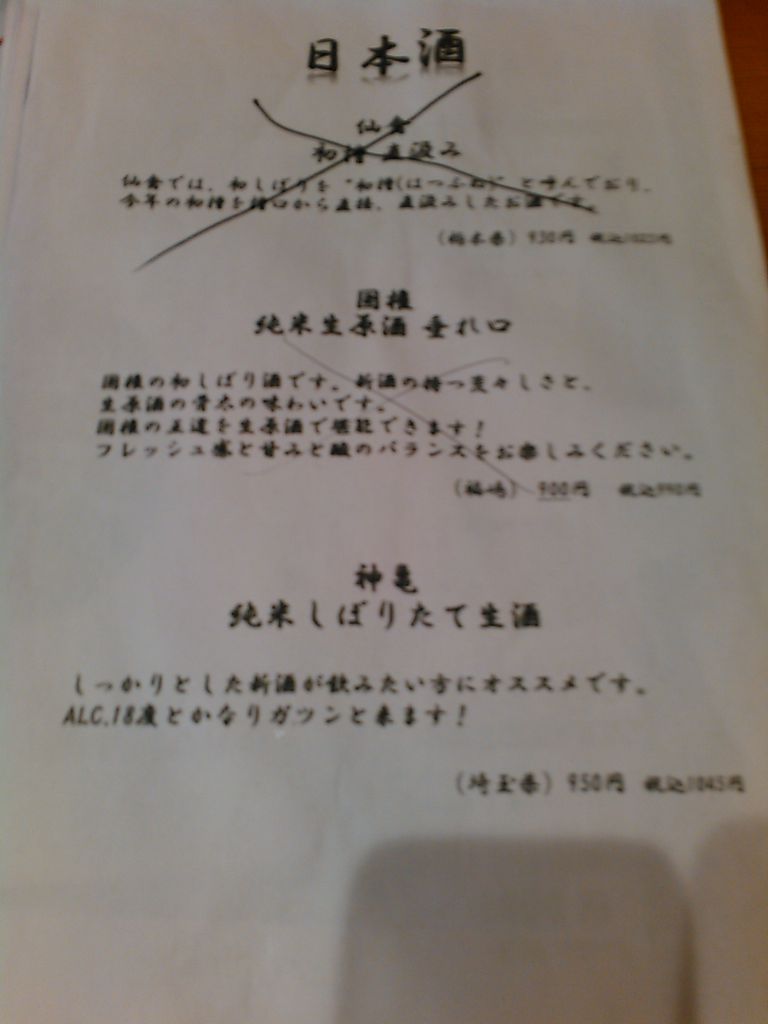 日本酒
仙禽
初槽 直汲み
仙禽では、初しぼりを"初槽(はつふね)"と呼んでおり、
今年の初槽を槽口から直接、直汲みしたお酒です。
(栃木県) 930円 税込1023円
国権
純米生原酒 垂れ口
国権の初しぼり酒です。新酒の持つ荒々しさと、
生原酒の骨太の味わいです。
国権の王道を生原酒で堪能できます!
フレッシュ感と甘みと酸のバランスをお楽しみください。
(福嶋) 900円 税込990円
神亀
純米しぼりたて生酒
しっかりとした新酒が飲みたい方にオススメです。
ALC.18度とかなりガツンと来ます!
(埼玉県) 950円 税込1045円